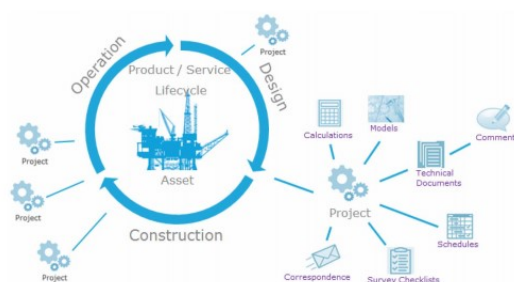 Operation
Product / Service
Lifecycle
Design
Asset
Construction
Project
Project
Project
Project
Project
Calculations
Models
Comment
Technical
Documents
Schedules
Survey Checklists
Correspondence